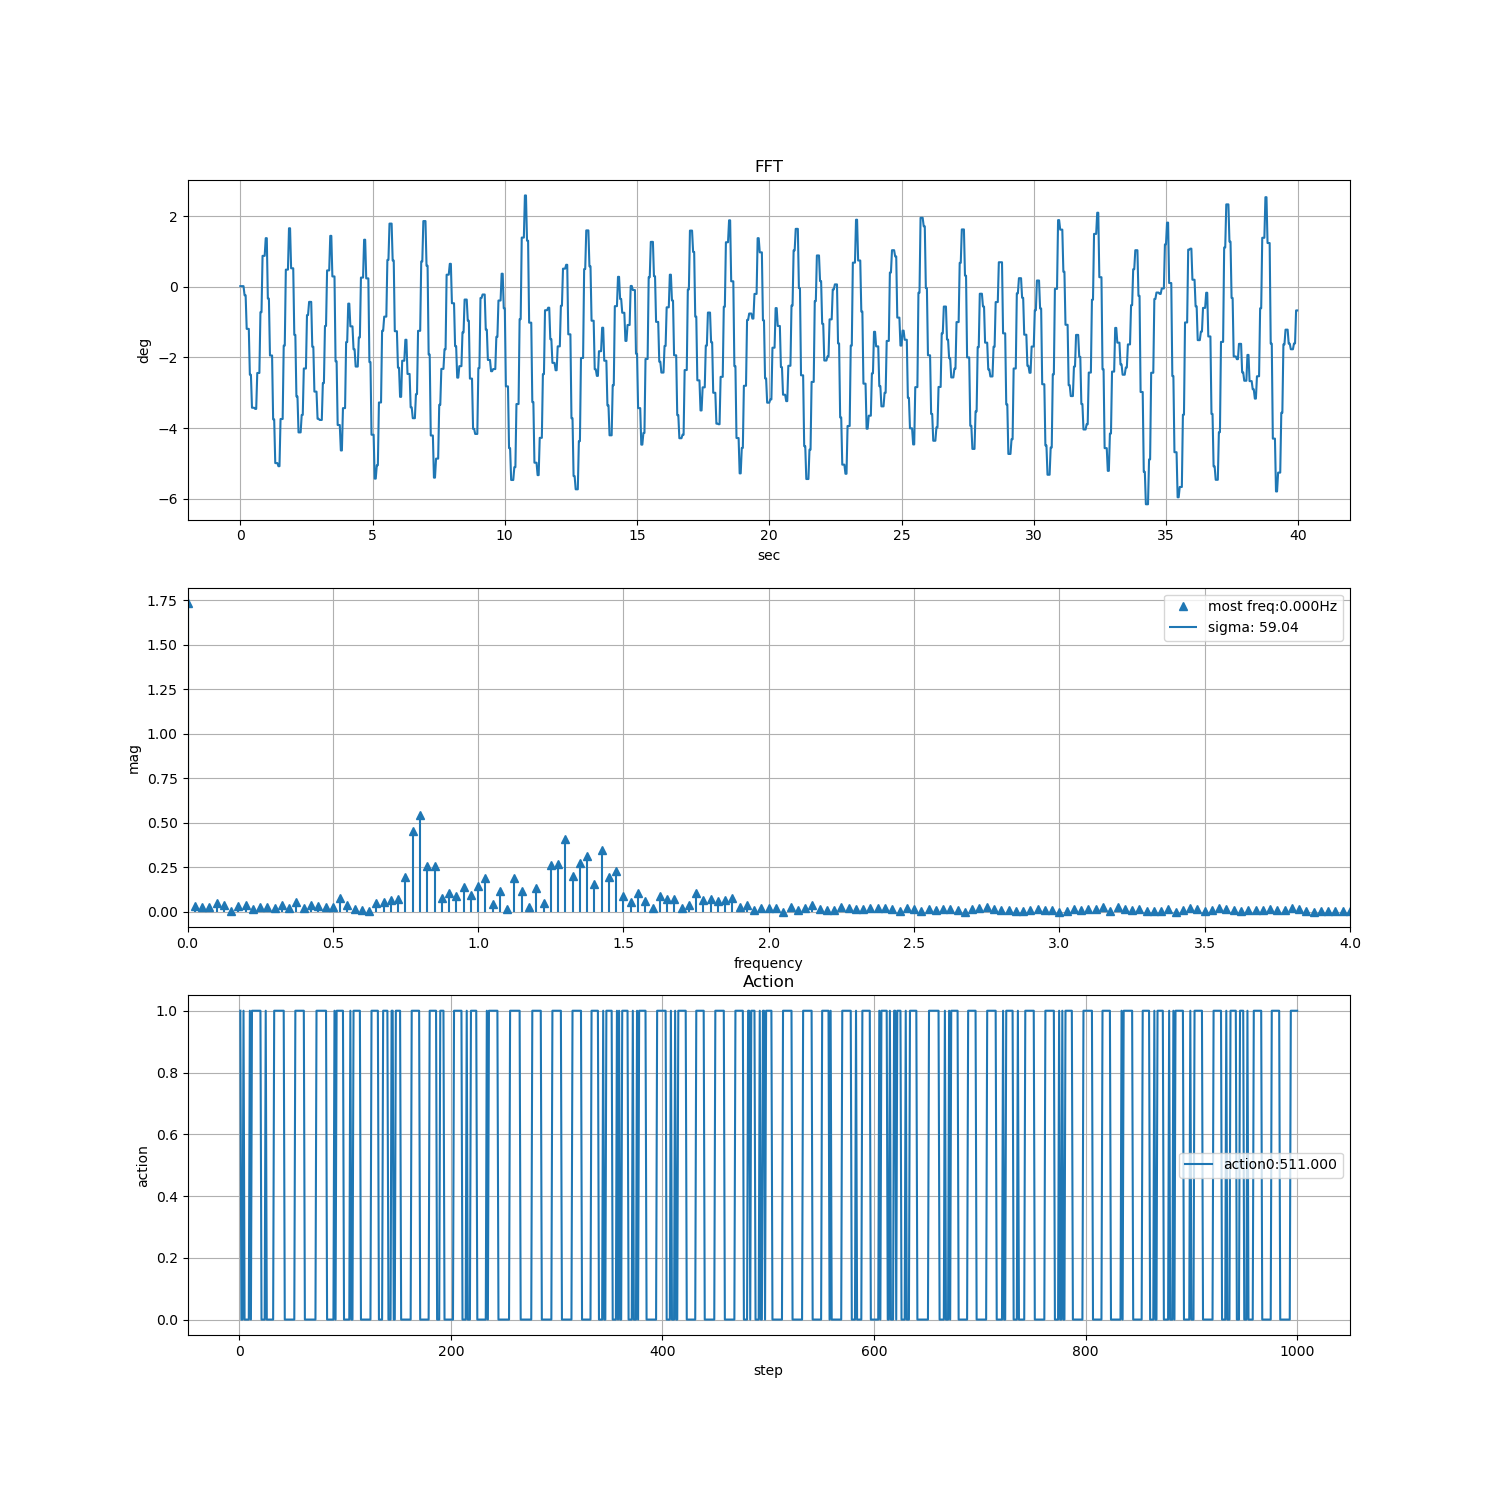 FFT
2
0
−2
−4
−6
deg
0 5 10 15 20 25 30 35 40
sec
1.75
1.50
1.25
1.00
0.75
0.50
0.25
0.00
mag
most freq:0.000Hz
sigma: 59.04
0.0 0.5 1.0 1.5 2.0 2.5 3.0 3.5 4.0
frequency
Action
1.0
0.8
0.6
0.4
0.2
0.0
action
action0:511.000
0 200 400 600 800 1000
step